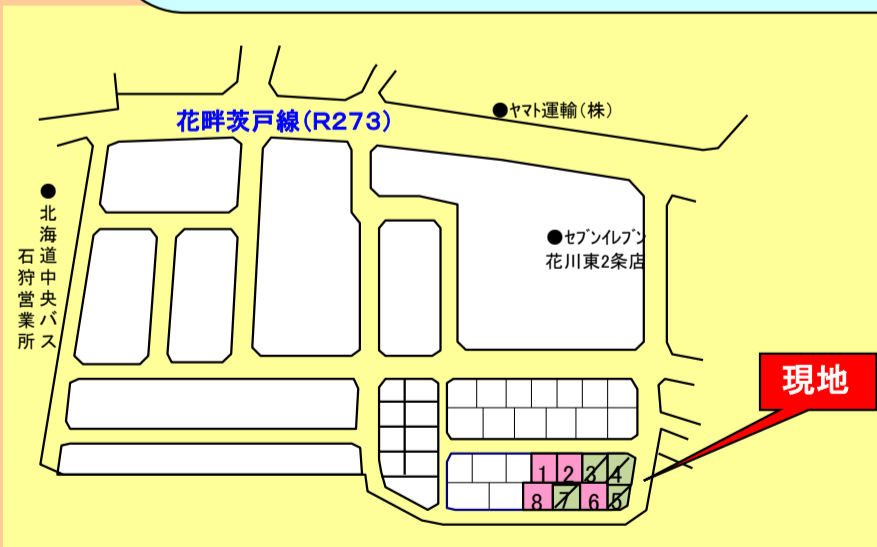 花畔茨戸線(R273)
●ヤマト運輸(株)
●北海道中央バス
石狩営業所
●セブンイレブン
花川東2条店
現地
1 2 3 4
8 7 6 5